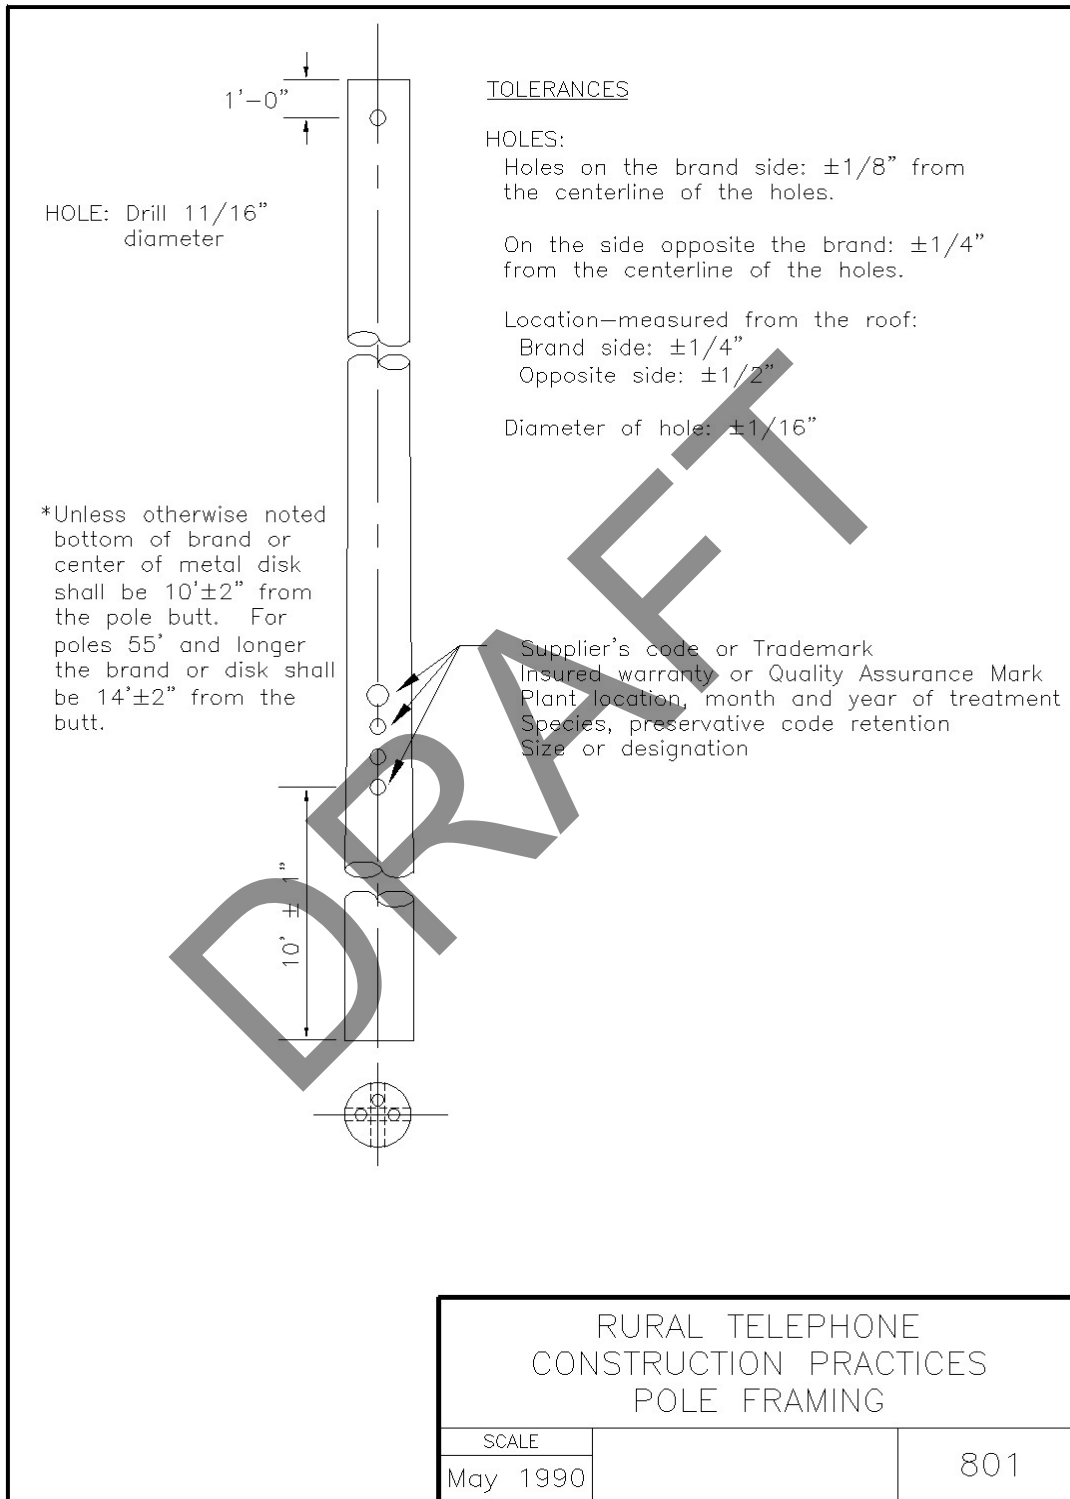 1'-0"
TOLERANCES
HOLES:
Holes on the brand side: ±1/8" from
the centerline of the holes.
HOLE: Drill 11/16"
diameter
On the side opposite the brand: ±1/4"
from the centerline of the holes.
Location-measured from the roof:
Brand side: ±1/4"
Opposite side: ±1/2"
Diameter of hole: ±1/16"
*Unless otherwise noted
bottom of brand or
center of metal disk
shall be 10'±2" from
the pole butt. For
poles 55' and longer
the brand or disk shall
be 14'±2" from the
butt.
Supplier's code or Trademark
Insured warranty or Quality Assurance Mark
Plant location, month and year of treatment
Species, preservative code retention
Size or designation
10' ± 1"
DRAFT
RURAL TELEPHONE
CONSTRUCTION PRACTICES
POLE FRAMING
SCALE
May 1990
801